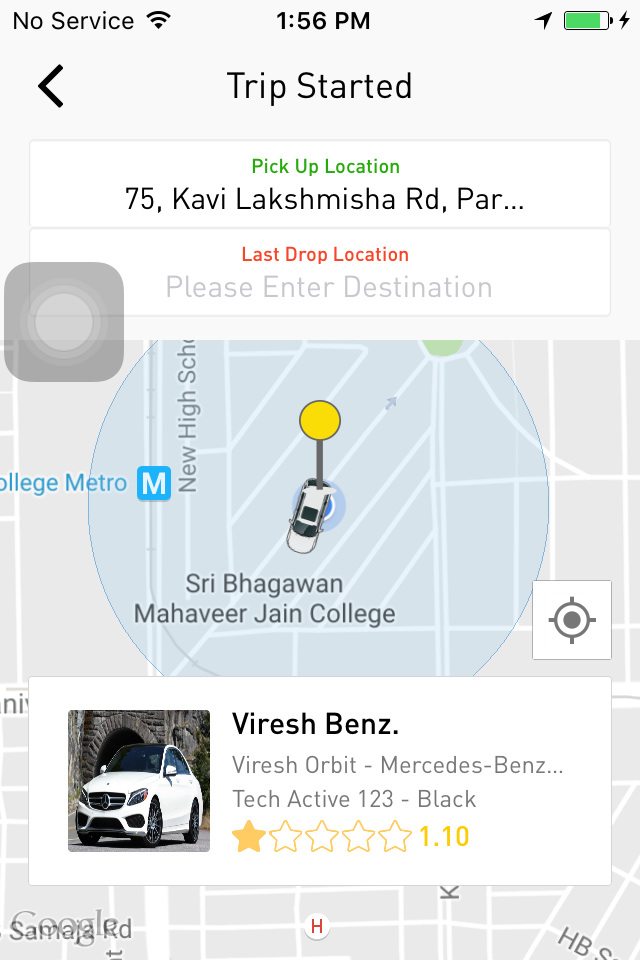 No Service 1:56 PM
Trip Started
Pick Up Location
75, Kavi Lakshmisha Rd, Par...
Last Drop Location
Please Enter Destination
New High Scho
ollege Metro M
Sri Bhagawan
Mahaveer Jain College
Viresh Benz.
Viresh Orbit - Mercedes-Benz...
Tech Active 123 - Black
1.10
K
Google
Samaja Rd
H
HB S